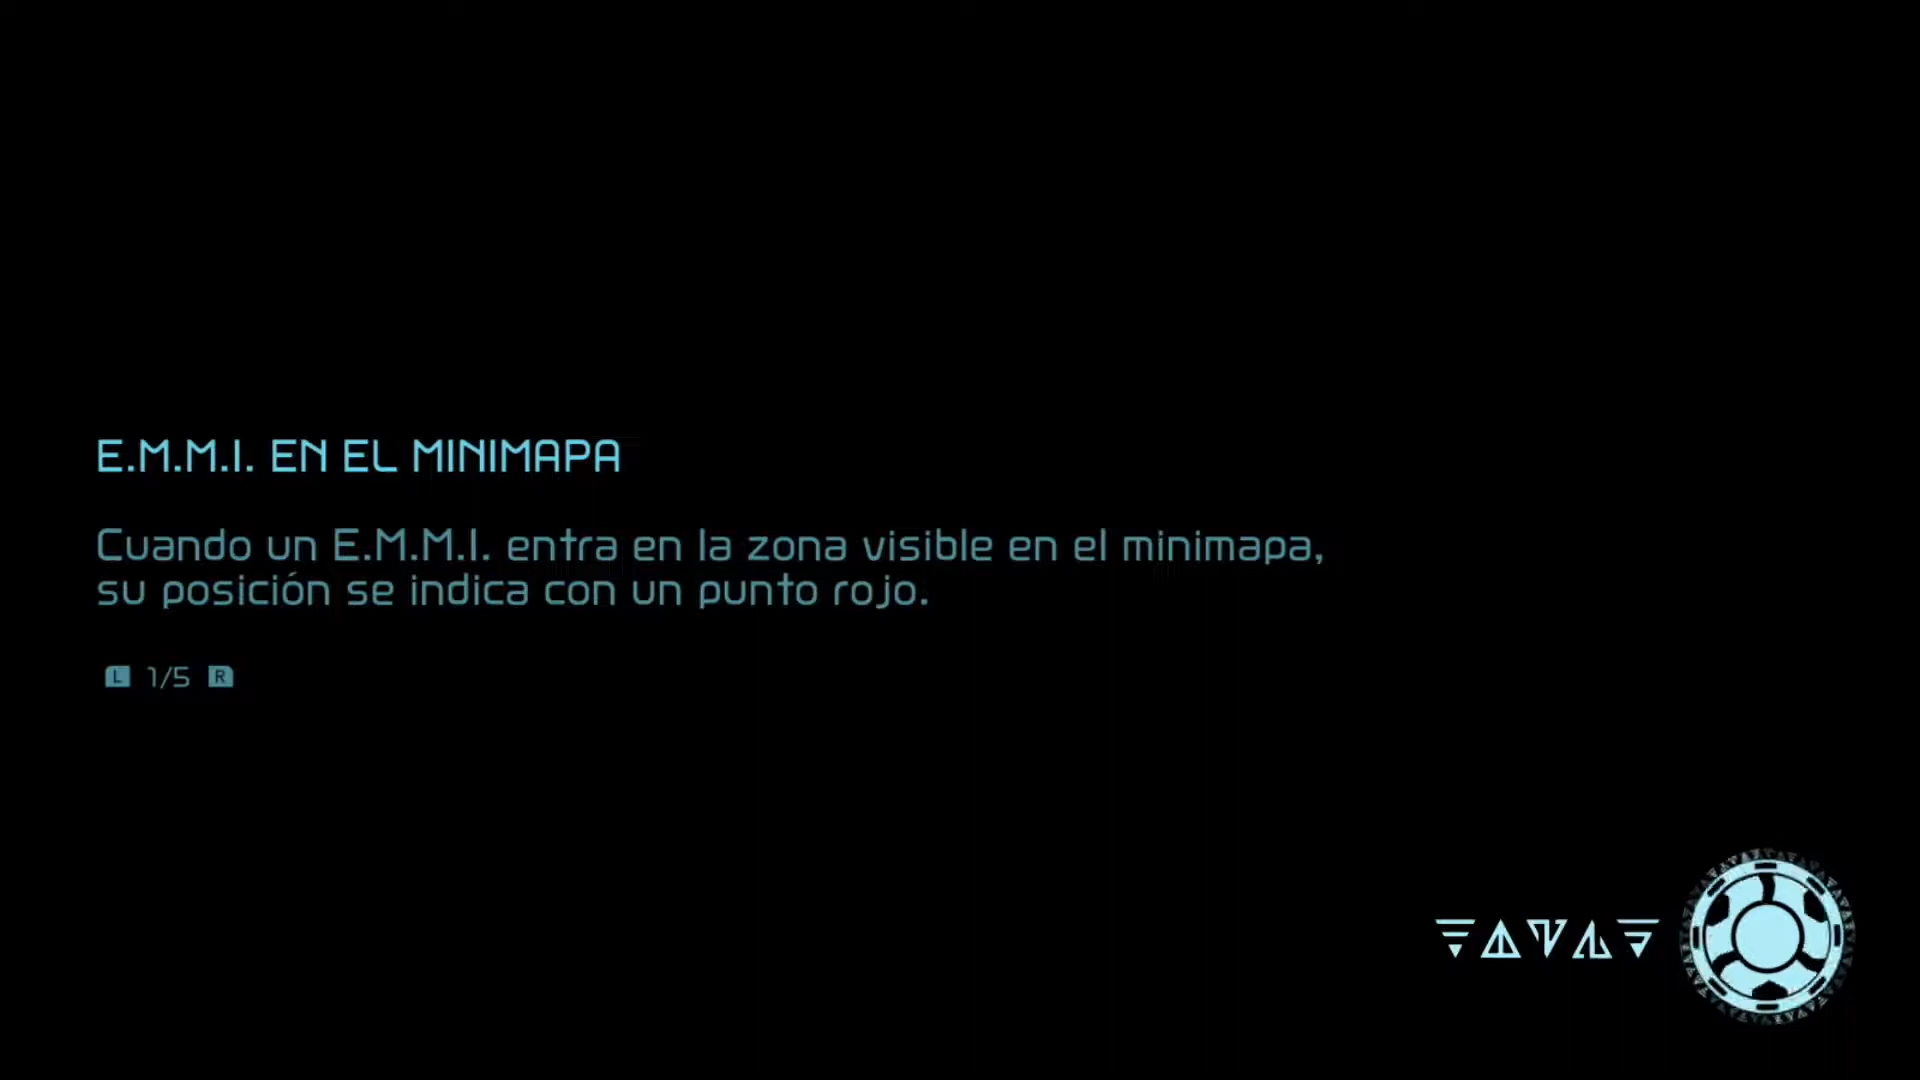 E.M.M.I. EN EL MINIMAPA
Cuando un E.M.M.I. entra en la zona visible en el minimapa,
su posición se indica con un punto rojo.
L 1/5 R